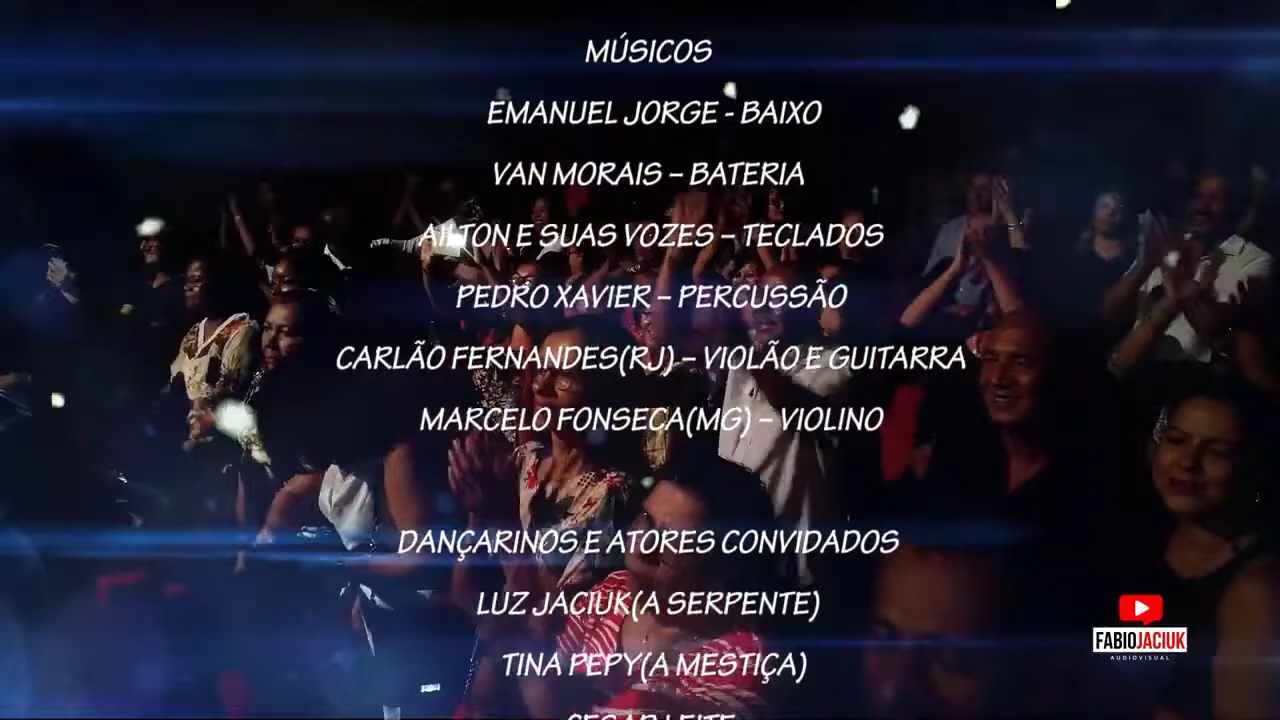 MÚSICOS
EMANUEL JORGE - BAIXO
VAN MORAIS – BATERIA
AILTON E SUAS VOZES – TECLADOS
PEDRO XAVIER – PERCUSSÃO
CARLÃO FERNANDES(RJ) – VIOLÃO E GUITARRA
MARCELO FONSECA(MG) – VIOLINO
DANÇARINOS E ATORES CONVIDADOS
LUZ JACIUK(A SERPENTE)
TINA PEPY(A MESTIÇA)
FABIOJACIUK
AUDIOVISUAL